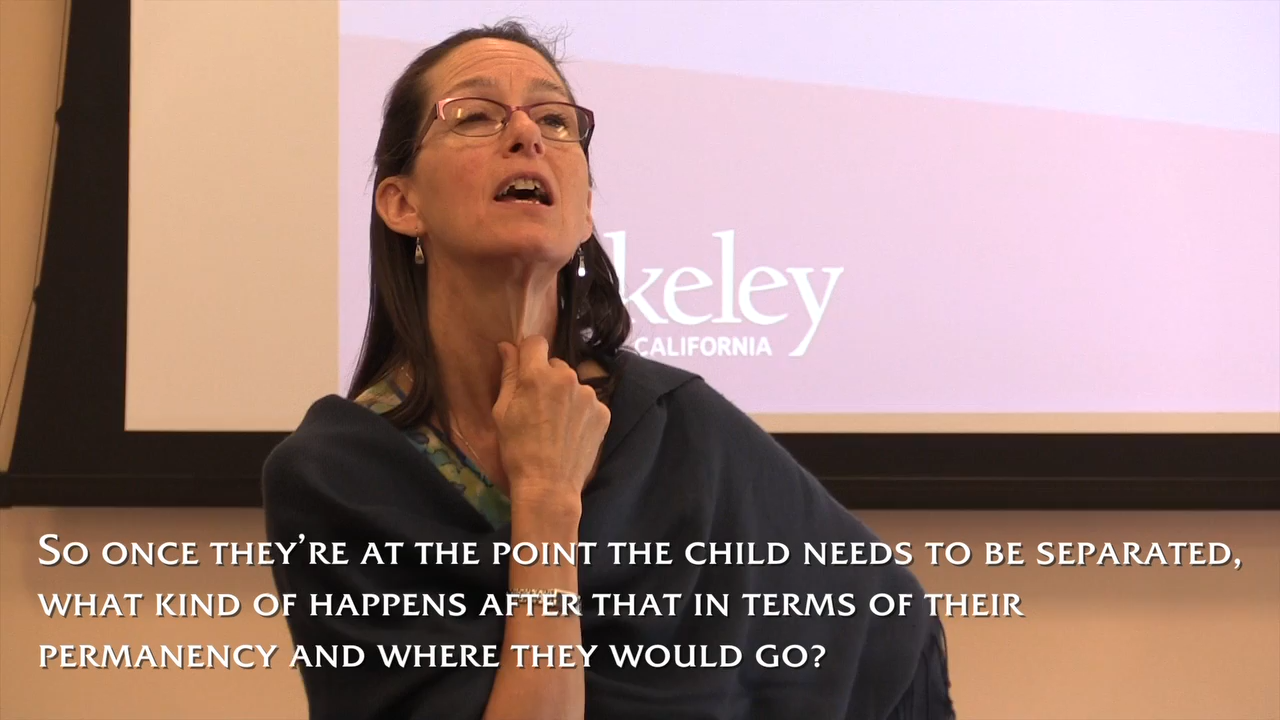 keley
CALIFORNIA
So once they’re at the point the child needs to be separated,
what kind of happens after that in terms of their
permanency and where they would go?